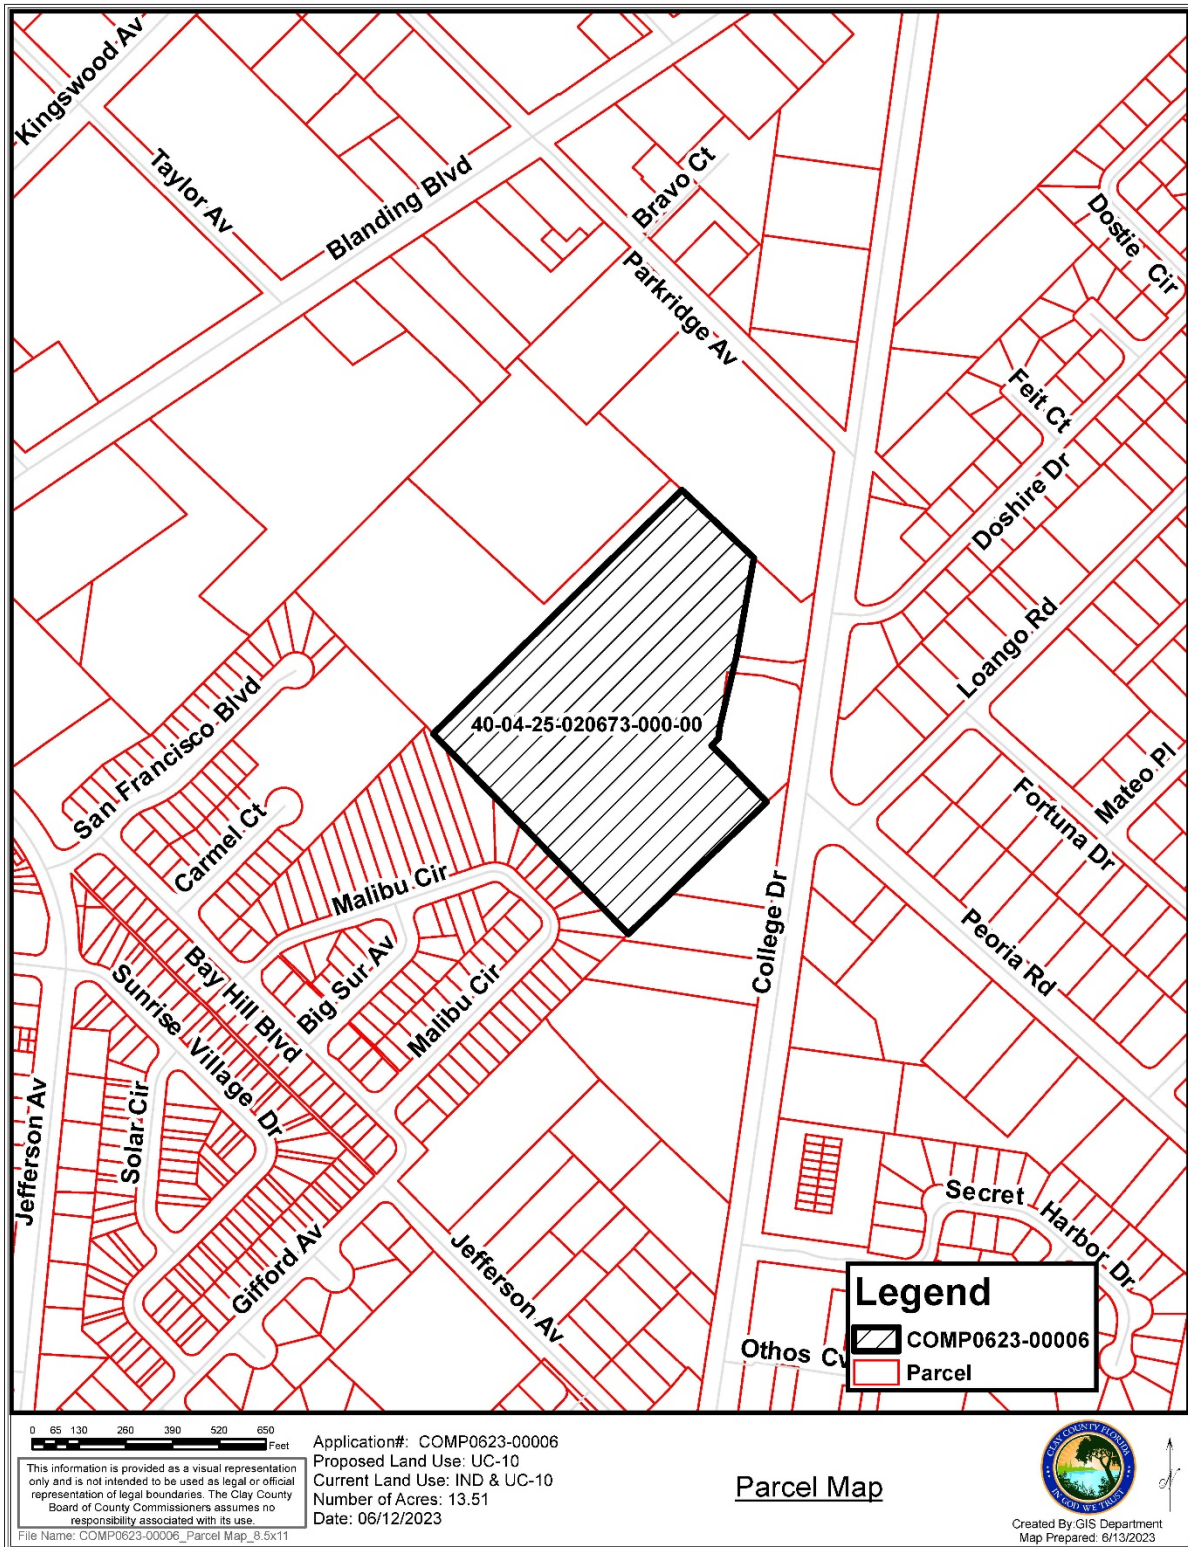 Kingswood Av
Taylor Av
Blanding Blvd
Bravo Ct
Parkridge Av
Dostie Cir
Feit Ct
Doshire Dr
Loango Rd
Mateo Pl
Fortuna Dr
Peoria Rd
40-04-25-020673-000-00
San Francisco Blvd
Carmel Ct
Malibu Cir
Big Sur Av
Malibu Cir
Bay Hill Blvd
Sunrise Village Dr
Solar Cir
Jefferson Av
Gifford Av
Jefferson Av
College Dr
Secret Harbor Dr
Othos Cv
Legend
COMP0623-00006
Parcel
0 65 130 260 390 520 650
Feet
This information is provided as a visual representation
only and is not intended to be used as legal or official
representation of legal boundaries. The Clay County
Board of County Commissioners assumes no
responsibility associated with its use.
File Name: COMP0623-00006_Parcel Map_8.5x11
Application#: COMP0623-00006
Proposed Land Use: UC-10
Current Land Use: IND & UC-10
Number of Acres: 13.51
Date: 06/12/2023
Parcel Map
CLAY COUNTY FLORIDA
IN GOD WE TRUST
N
Created By:GIS Department
Map Prepared: 6/13/2023